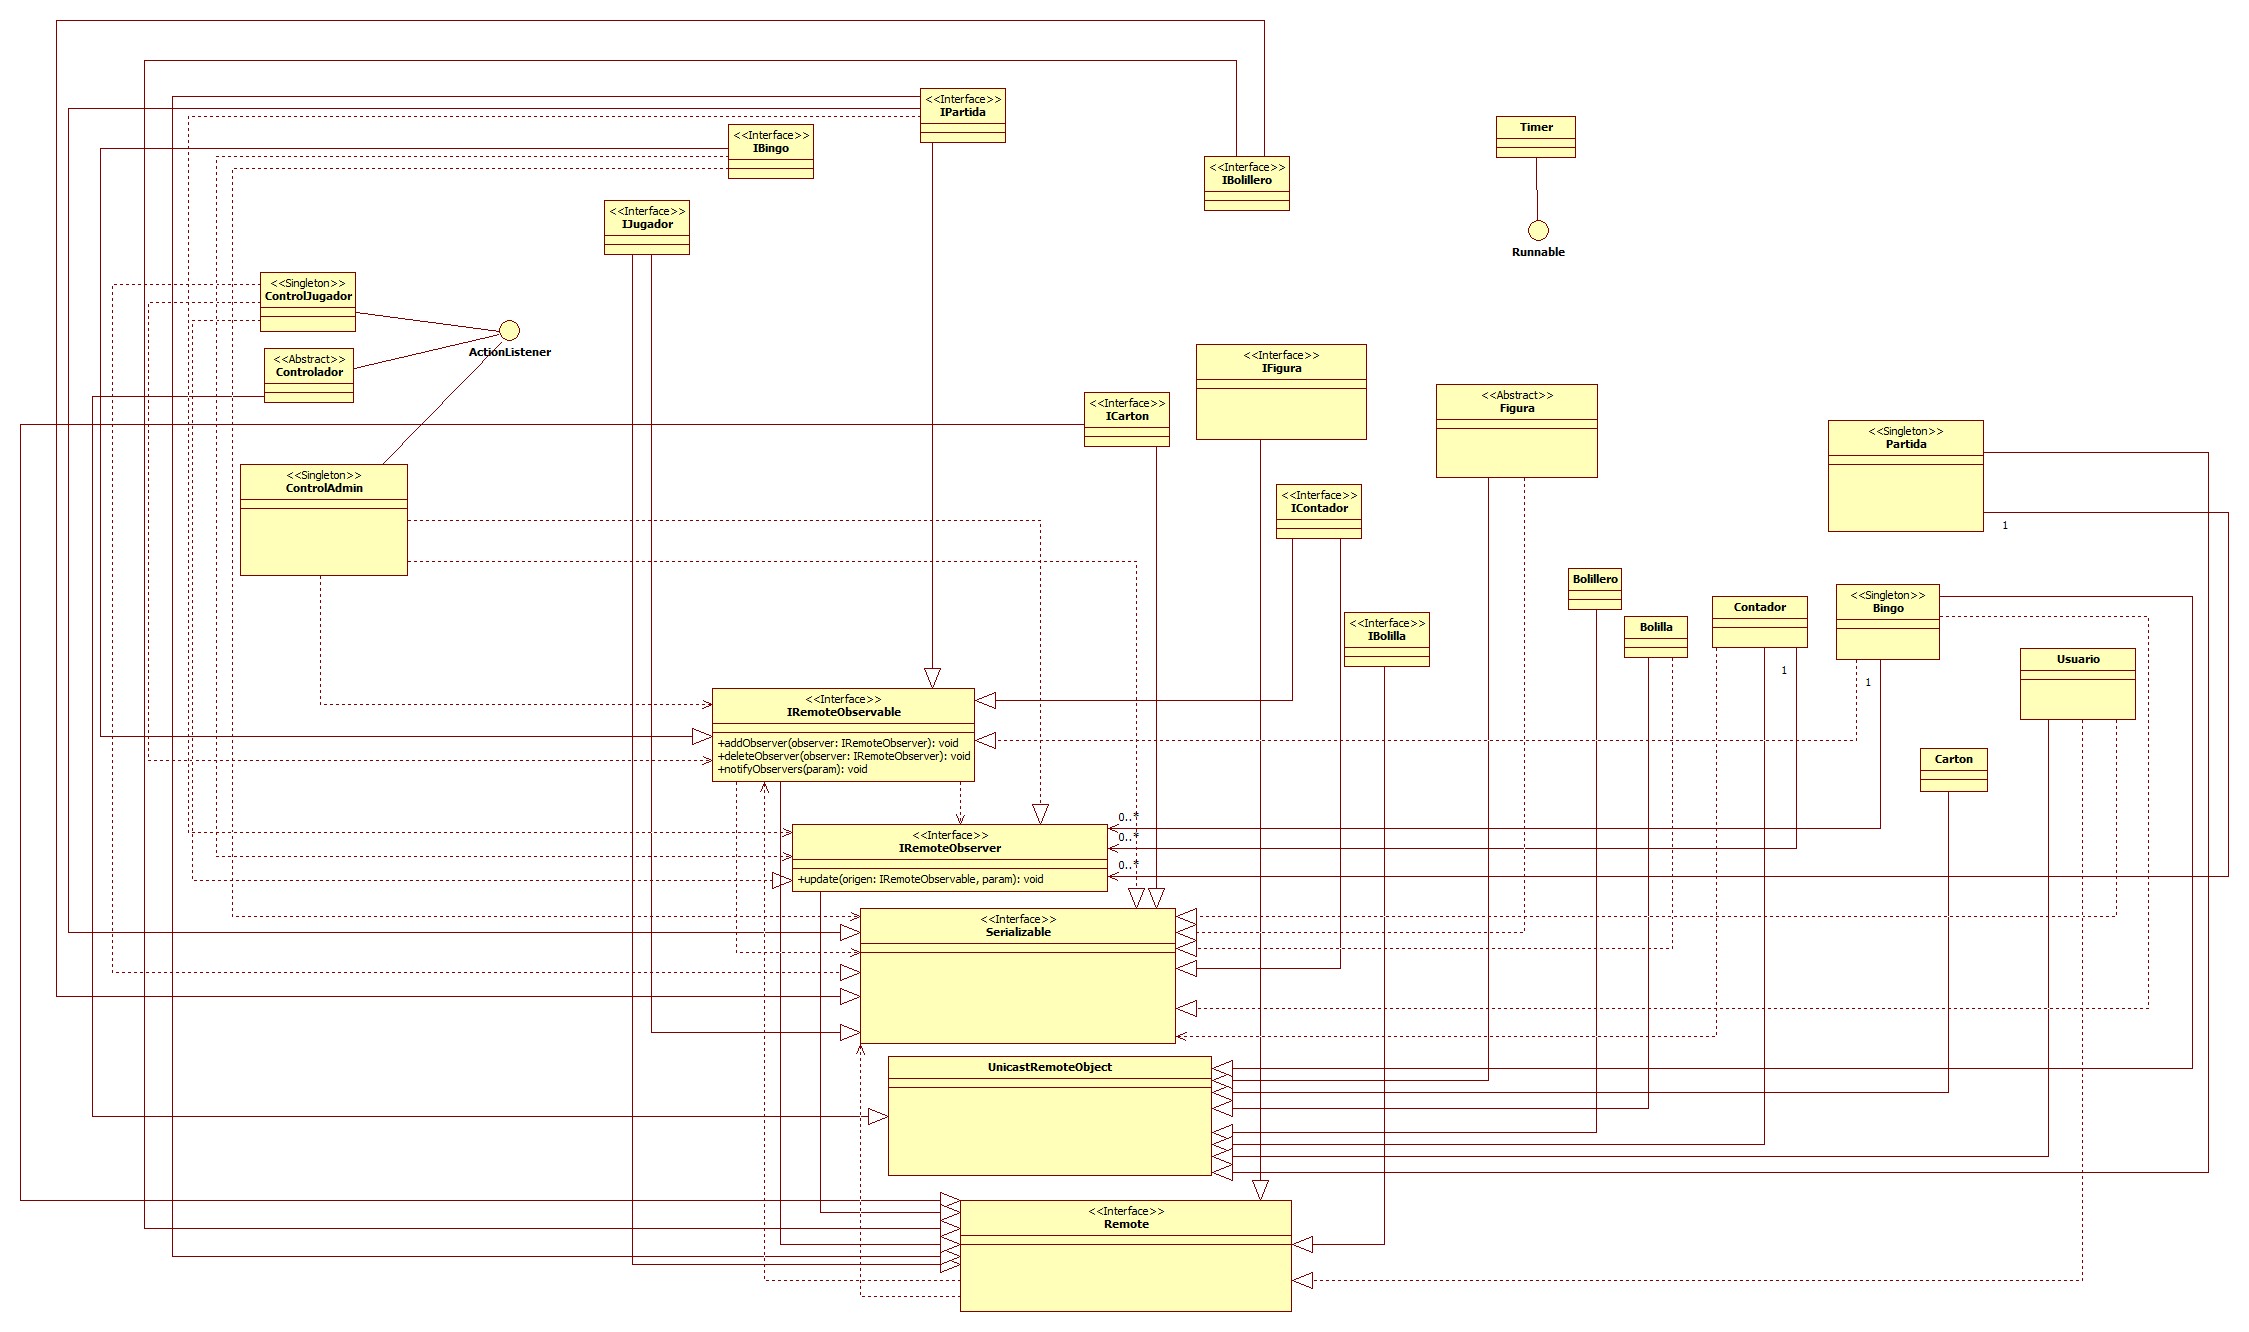 <<Interface>>
IPartida
<<Interface>>
IBingo
Timer
<<Interface>>
IBolillero
<<Interface>>
IJugador
Runnable
<<Singleton>>
ControlJugador
ActionListener
<<Abstract>>
Controlador
<<Interface>>
IFigura
<<Interface>>
ICarton
<<Abstract>>
Figura
<<Singleton>>
Partida
1
<<Singleton>>
ControlAdmin
<<Interface>>
IContador
Bolillero
<<Interface>>
IBolilla
Bolilla
Contador
1
<<Singleton>>
Bingo
1
Usuario
<<Interface>>
IRemoteObservable
+addObserver(observer: IRemoteObserver): void
+deleteObserver(observer: IRemoteObserver): void
+notifyObservers(param): void
Carton
0..*
0..*
0..*
<<Interface>>
IRemoteObserver
+update(origen: IRemoteObservable, param): void
<<Interface>>
Serializable
UnicastRemoteObject
<<Interface>>
Remote